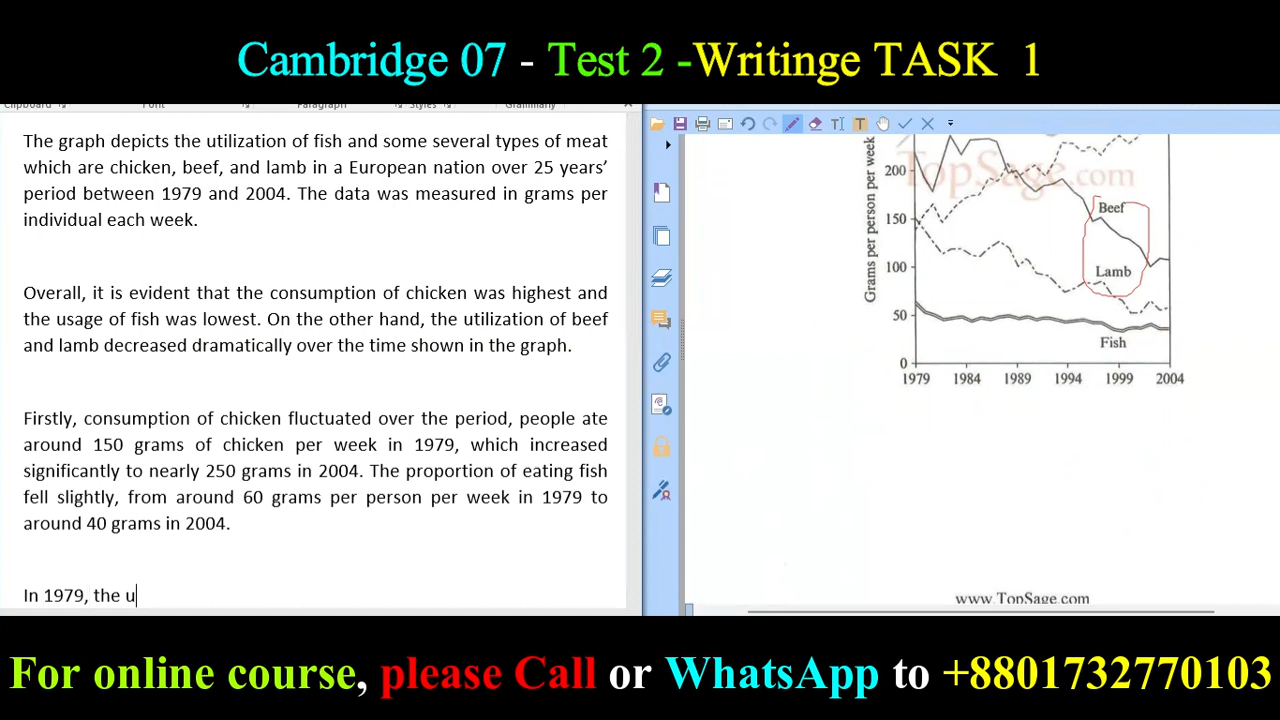 Cambridge 07 - Test 2 -Writinge TASK 1
Clipboard Font Paragraph Styles Grammarly
The graph depicts the utilization of fish and some several types of meat
which are chicken, beef, and lamb in a European nation over 25 years’
period between 1979 and 2004. The data was measured in grams per
individual each week.
Overall, it is evident that the consumption of chicken was highest and
the usage of fish was lowest. On the other hand, the utilization of beef
and lamb decreased dramatically over the time shown in the graph.
Firstly, consumption of chicken fluctuated over the period, people ate
around 150 grams of chicken per week in 1979, which increased
significantly to nearly 250 grams in 2004. The proportion of eating fish
fell slightly, from around 60 grams per person per week in 1979 to
around 40 grams in 2004.
In 1979, the u
TopSage.com
Grams per person per week
200
150
100
50
0
Beef
Lamb
Fish
1979 1984 1989 1994 1999 2004
www.TopSage.com
For online course, please Call or WhatsApp to +8801732770103